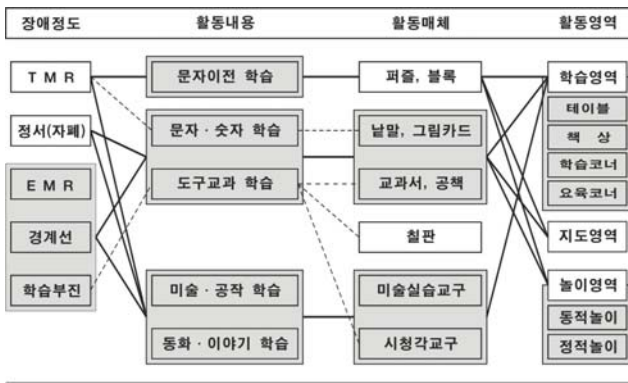 장애정도 활동내용 활동매체 활동영역
T M R 문자이전 학습 퍼즐, 블록 학습영역
테이블
정서(자폐) 문자 · 숫자 학습 낱말, 그림카드 책 상
학습코너
E M R 도구교과 학습 교과서, 공책 요육코너
경계선 칠판 지도영역
학습부진 미술 · 공작 학습 미술실습교구 놀이영역
동적놀이
동화 · 이야기 학습 시청각교구 정적놀이